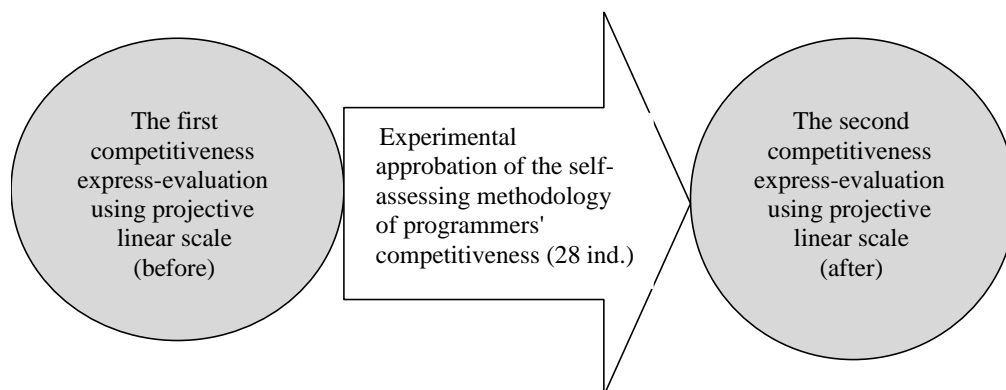 The first
competitiveness
express-evaluation
using projective
linear scale
(before)
Experimental
approbation of the self-
assessing methodology
of programmers'
competitiveness (28 ind.)
The second
competitiveness
express-evaluation
using projective
linear scale
(after)